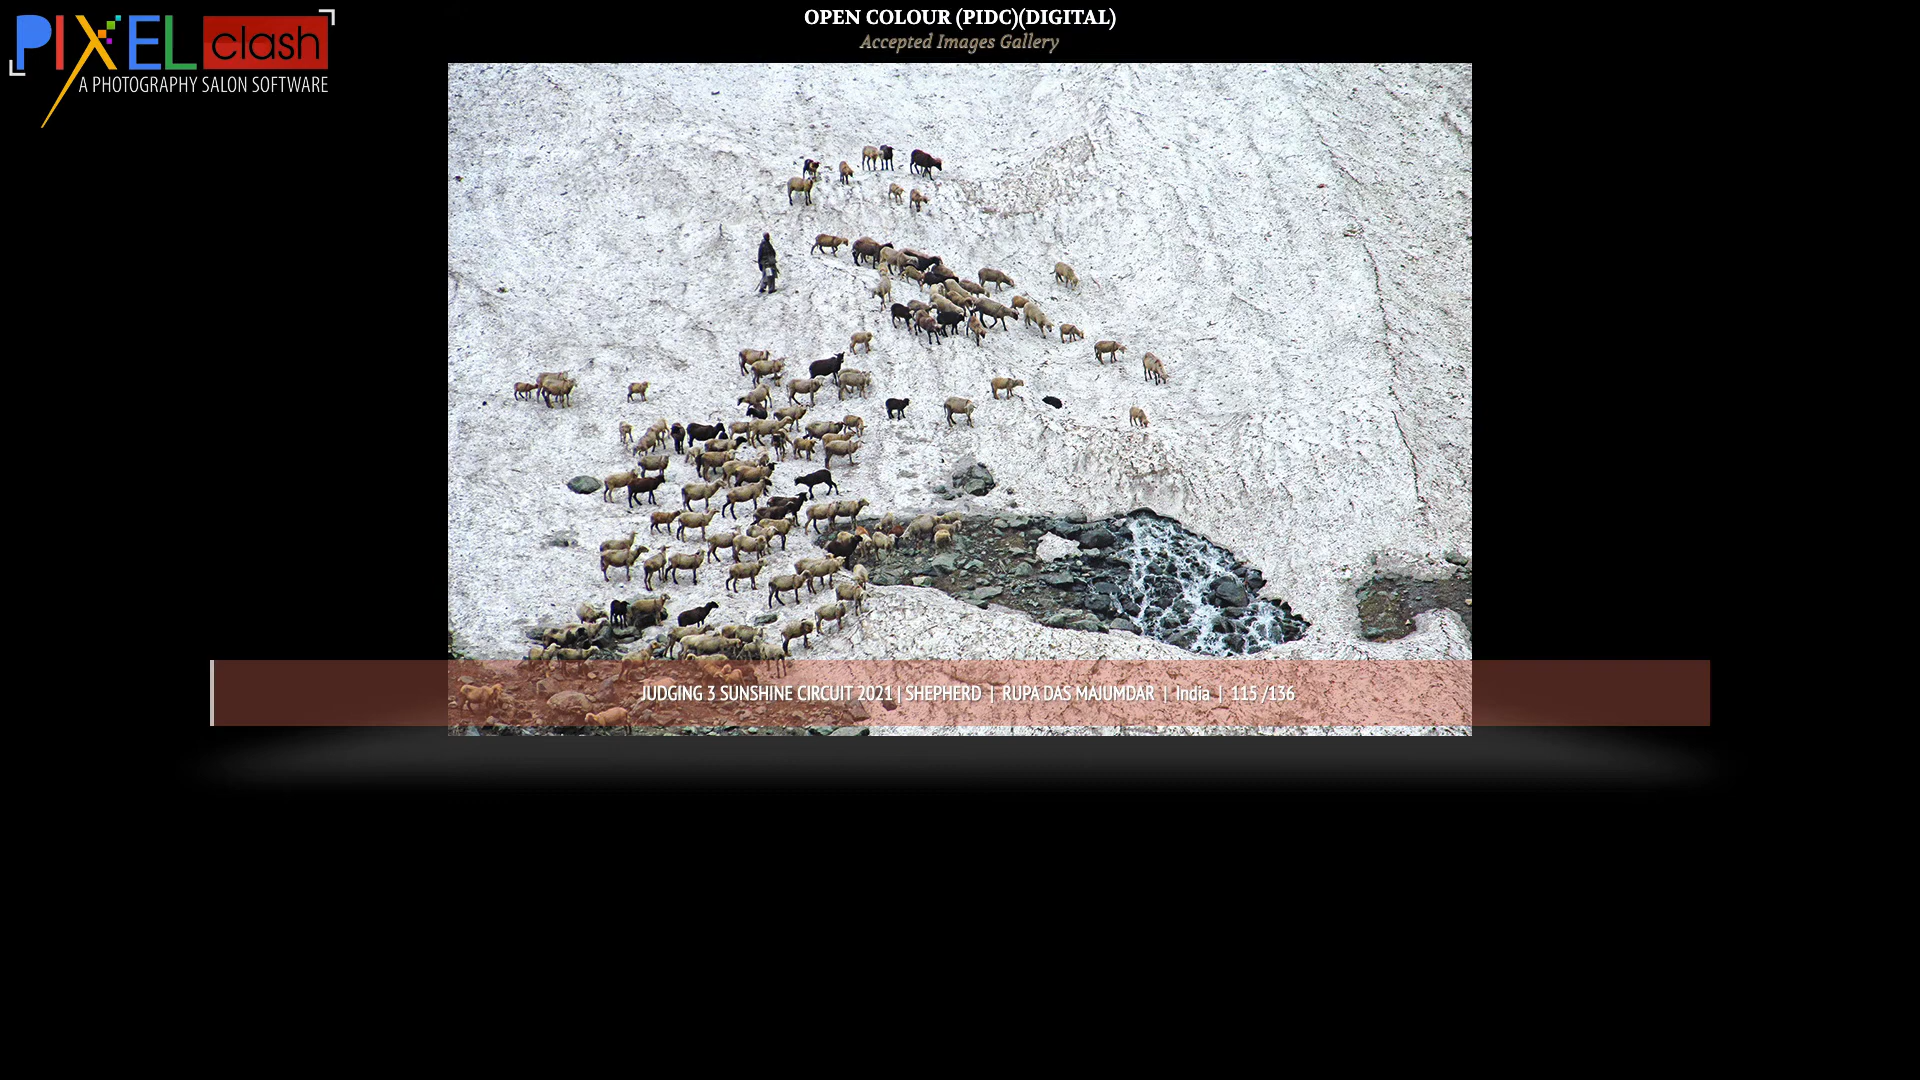 PIXEL clash
A PHOTOGRAPHY SALON SOFTWARE
OPEN COLOUR (PIDC)(DIGITAL)
Accepted Images Gallery
JUDGING 3 SUNSHINE CIRCUIT 2021 | SHEPHERD | RUPA DAS MAJUMDAR | India | 115 /136